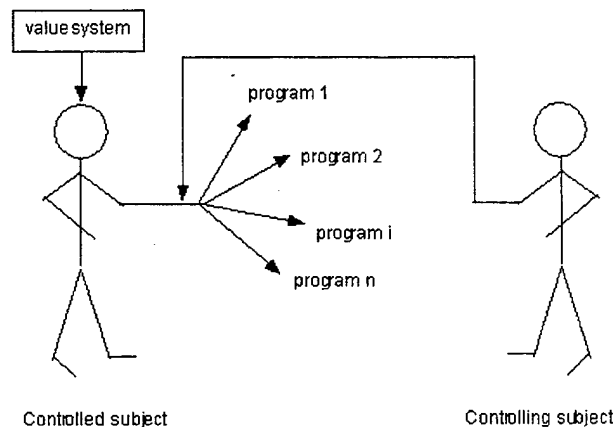 value system
program 1
program 2
program i
program n
Controlled subject
Controlling subject